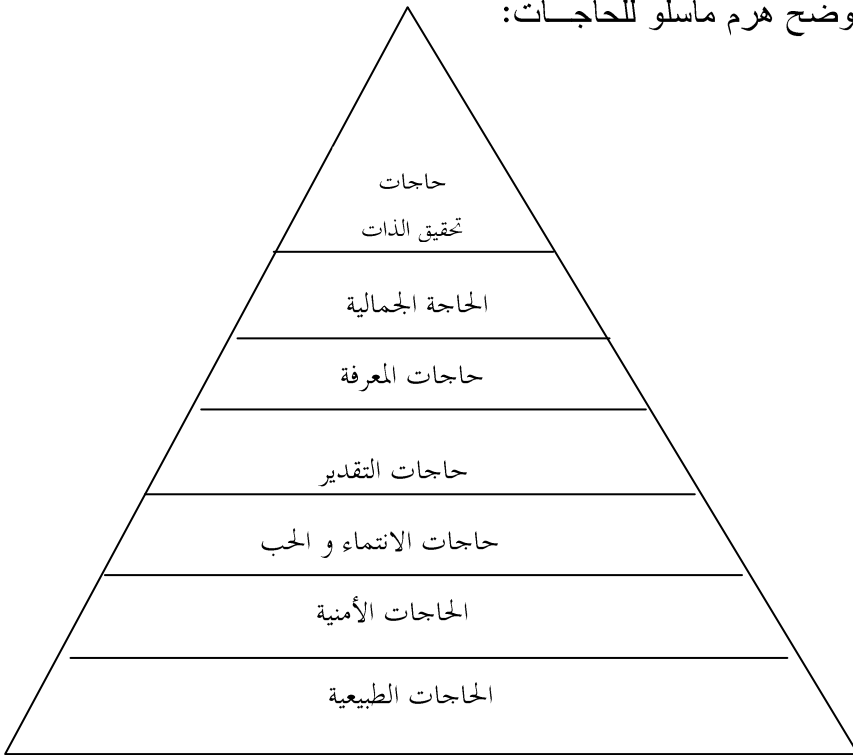 وضح هرم ماسلو للحاجـــات:
حاجات
تحقيق الذات
الحاجة الجمالية
حاجات المعرفة
حاجات التقدير
حاجات الانتماء و الحب
الحاجات الأمنية
الحاجات الطبيعية